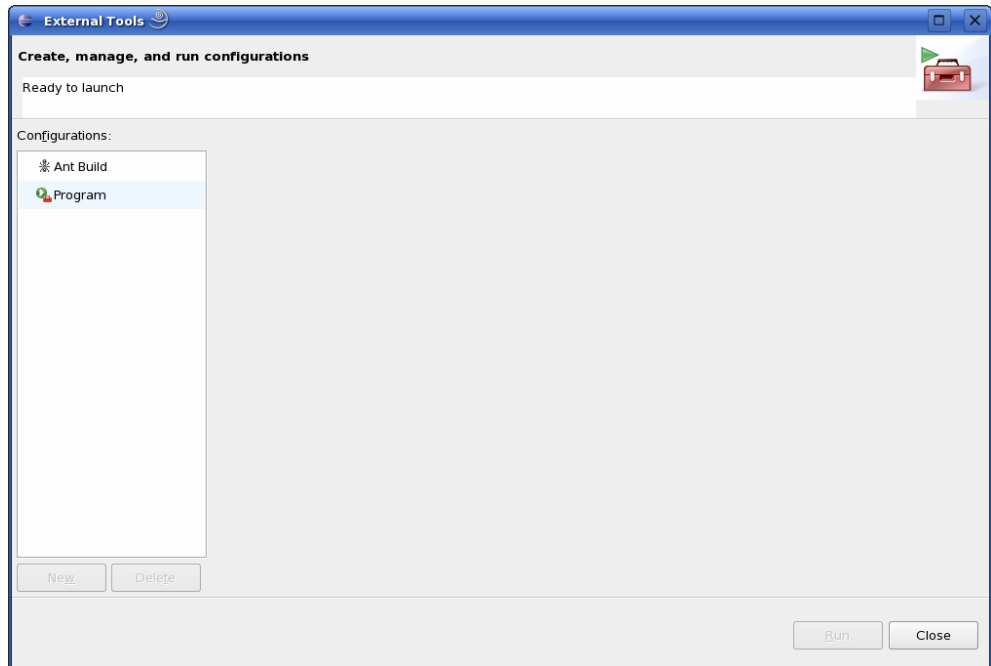 External Tools
Create, manage, and run configurations
Ready to launch
Configurations:
Ant Build
Program
New Delete
Run Close